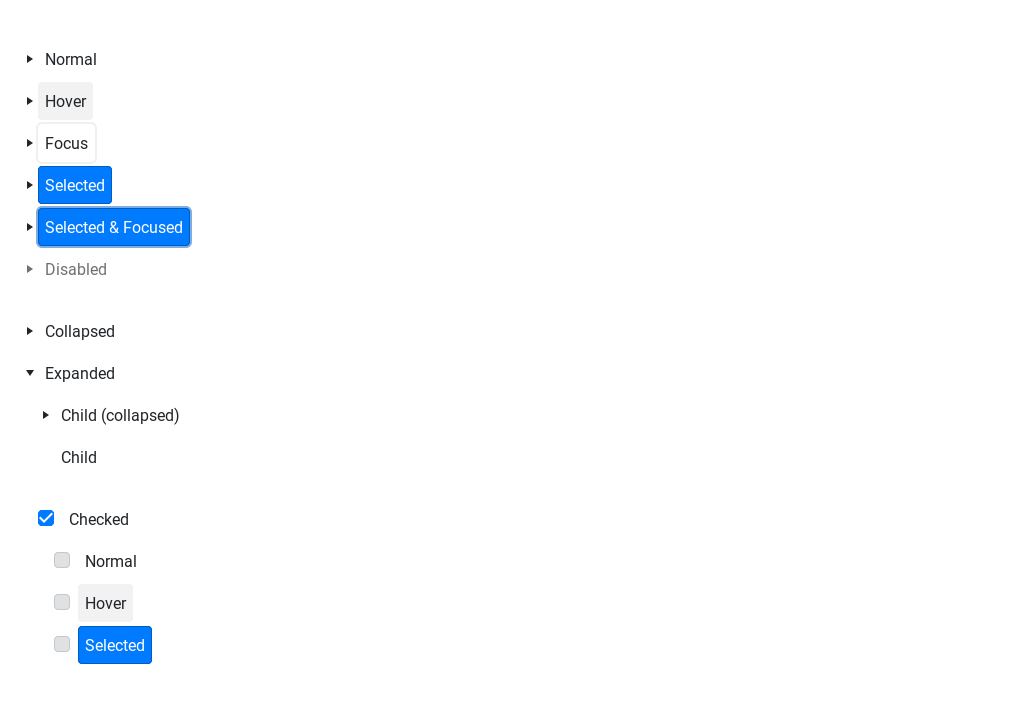 Normal
Hover
Focus
Selected
Selected & Focused
Disabled
Collapsed
Expanded
Child (collapsed)
Child
Checked
Normal
Hover
Selected